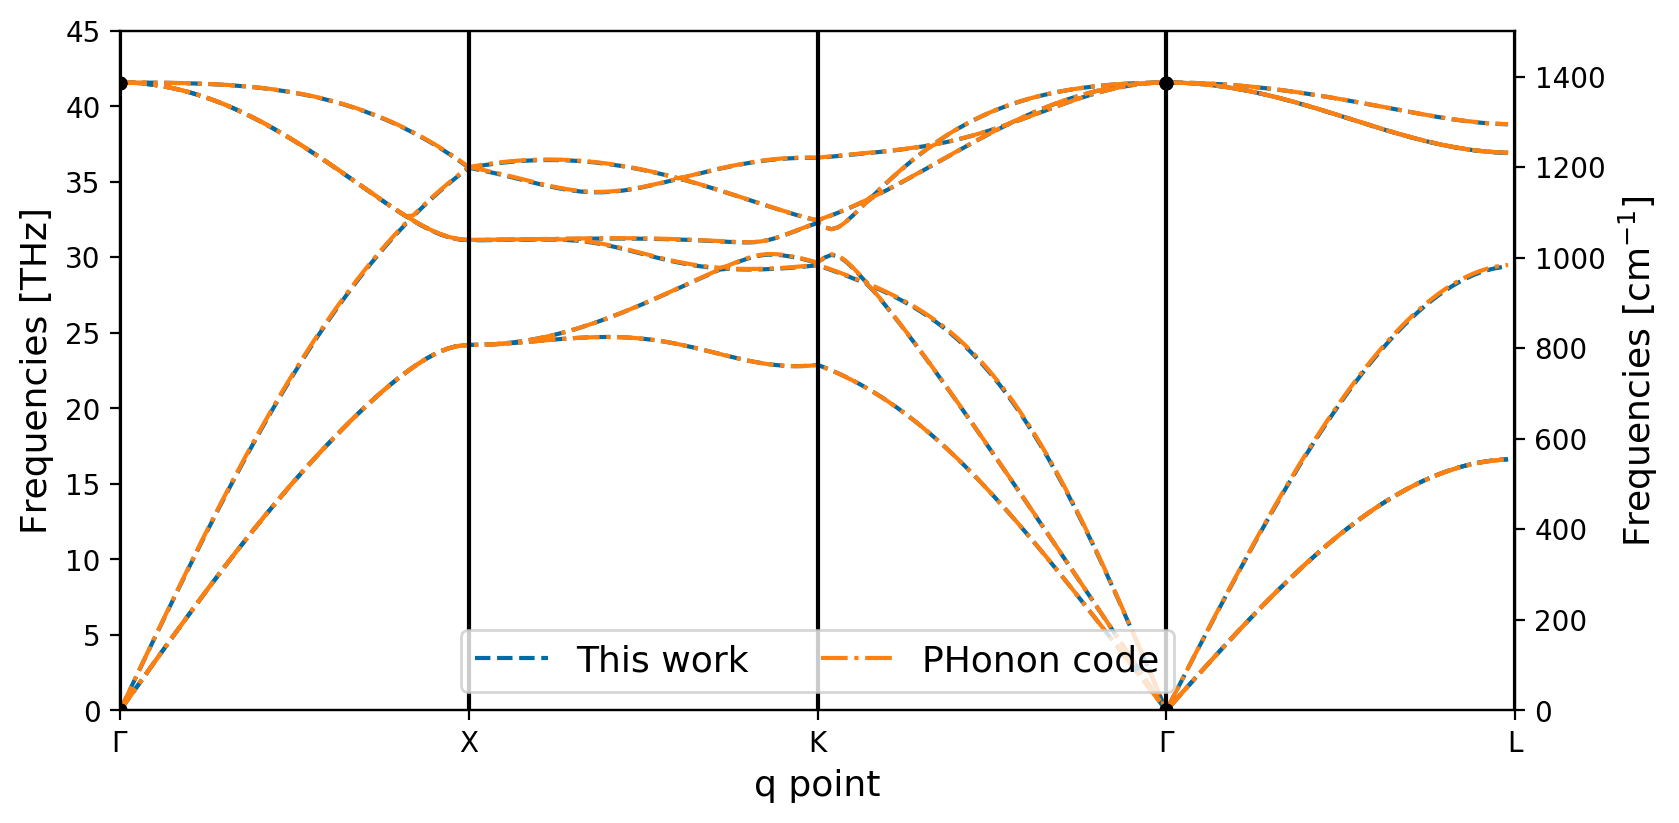 45
40
35
30
25
20
15
10
5
0
Frequencies [THz]
1400
1200
1000
800
600
400
200
0
Frequencies [cm⁻¹]
This work
PHonon code
Γ
X
K
Γ
L
q point